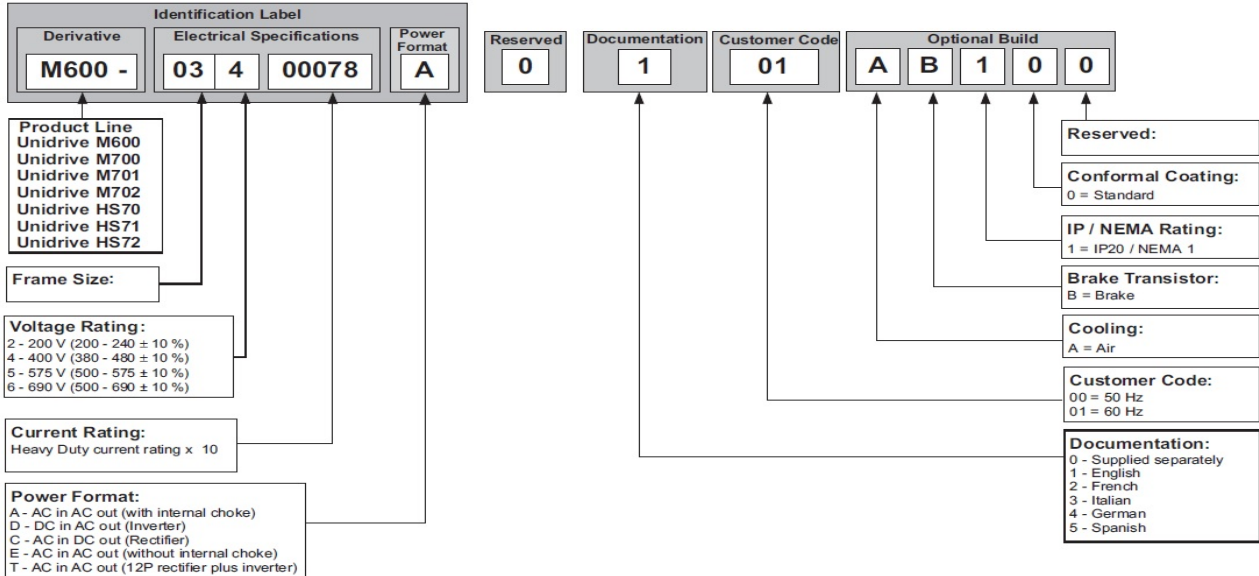 Identification Label
Derivative
Electrical Specifications
Power
Format
Reserved
Documentation
Customer Code
Optional Build
M600 -
03
4
00078
A
0
1
01
A
B
1
0
0
Product Line
Unidrive M600
Unidrive M700
Unidrive M701
Unidrive M702
Unidrive HS70
Unidrive HS71
Unidrive HS72
Frame Size:
Voltage Rating:
2 - 200 V (200 - 240 ± 10 %)
4 - 400 V (380 - 480 ± 10 %)
5 - 575 V (500 - 575 ± 10 %)
6 - 690 V (500 - 690 ± 10 %)
Current Rating:
Heavy Duty current rating x 10
Power Format:
A - AC in AC out (with internal choke)
D - DC in AC out (Inverter)
C - AC in DC out (Rectifier)
E - AC in AC out (without internal choke)
T - AC in AC out (12P rectifier plus inverter)
Reserved:
Conformal Coating:
0 = Standard
IP / NEMA Rating:
1 = IP20 / NEMA 1
Brake Transistor:
B = Brake
Cooling:
A = Air
Customer Code:
00 = 50 Hz
01 = 60 Hz
Documentation:
0 - Supplied separately
1 - English
2 - French
3 - Italian
4 - German
5 - Spanish